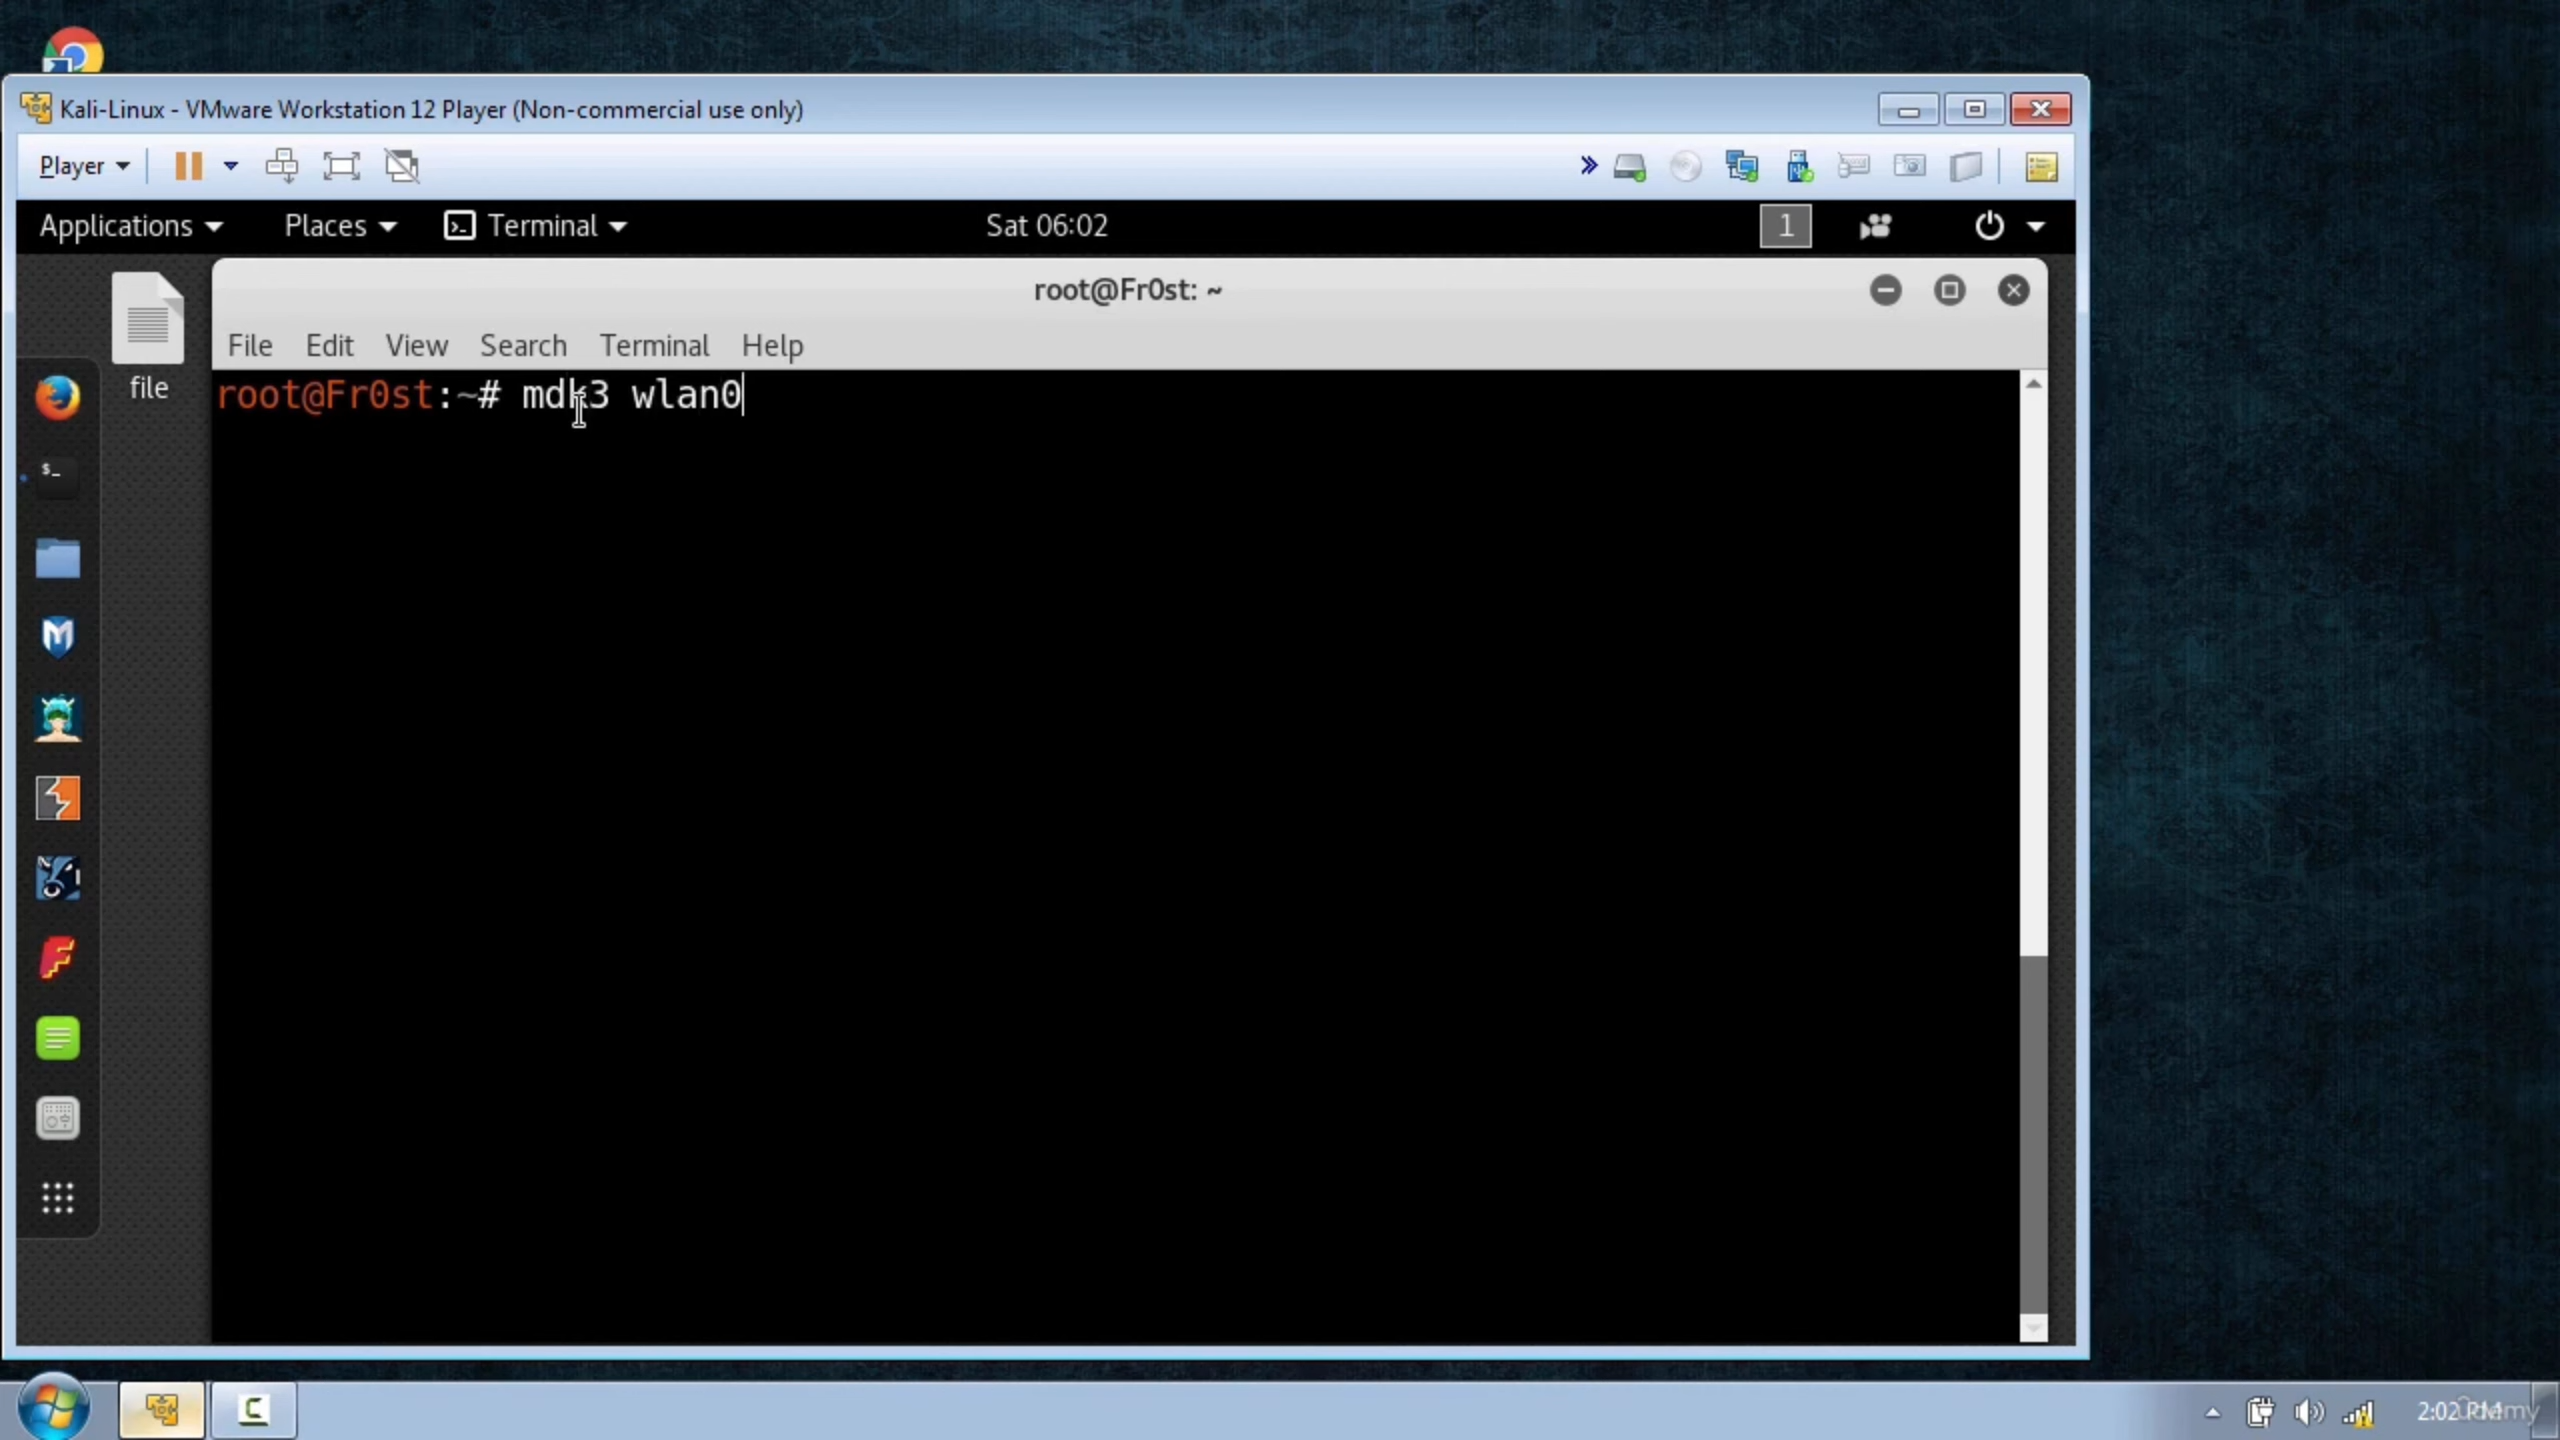 Kali-Linux - VMware Workstation 12 Player (Non-commercial use only)
Player
Applications Places Terminal Sat 06:02 1
root@Fr0st: ~
File Edit View Search Terminal Help
file
root@Fr0st:~# mdk3 wlan0
$_
2:02 PM
Udemy